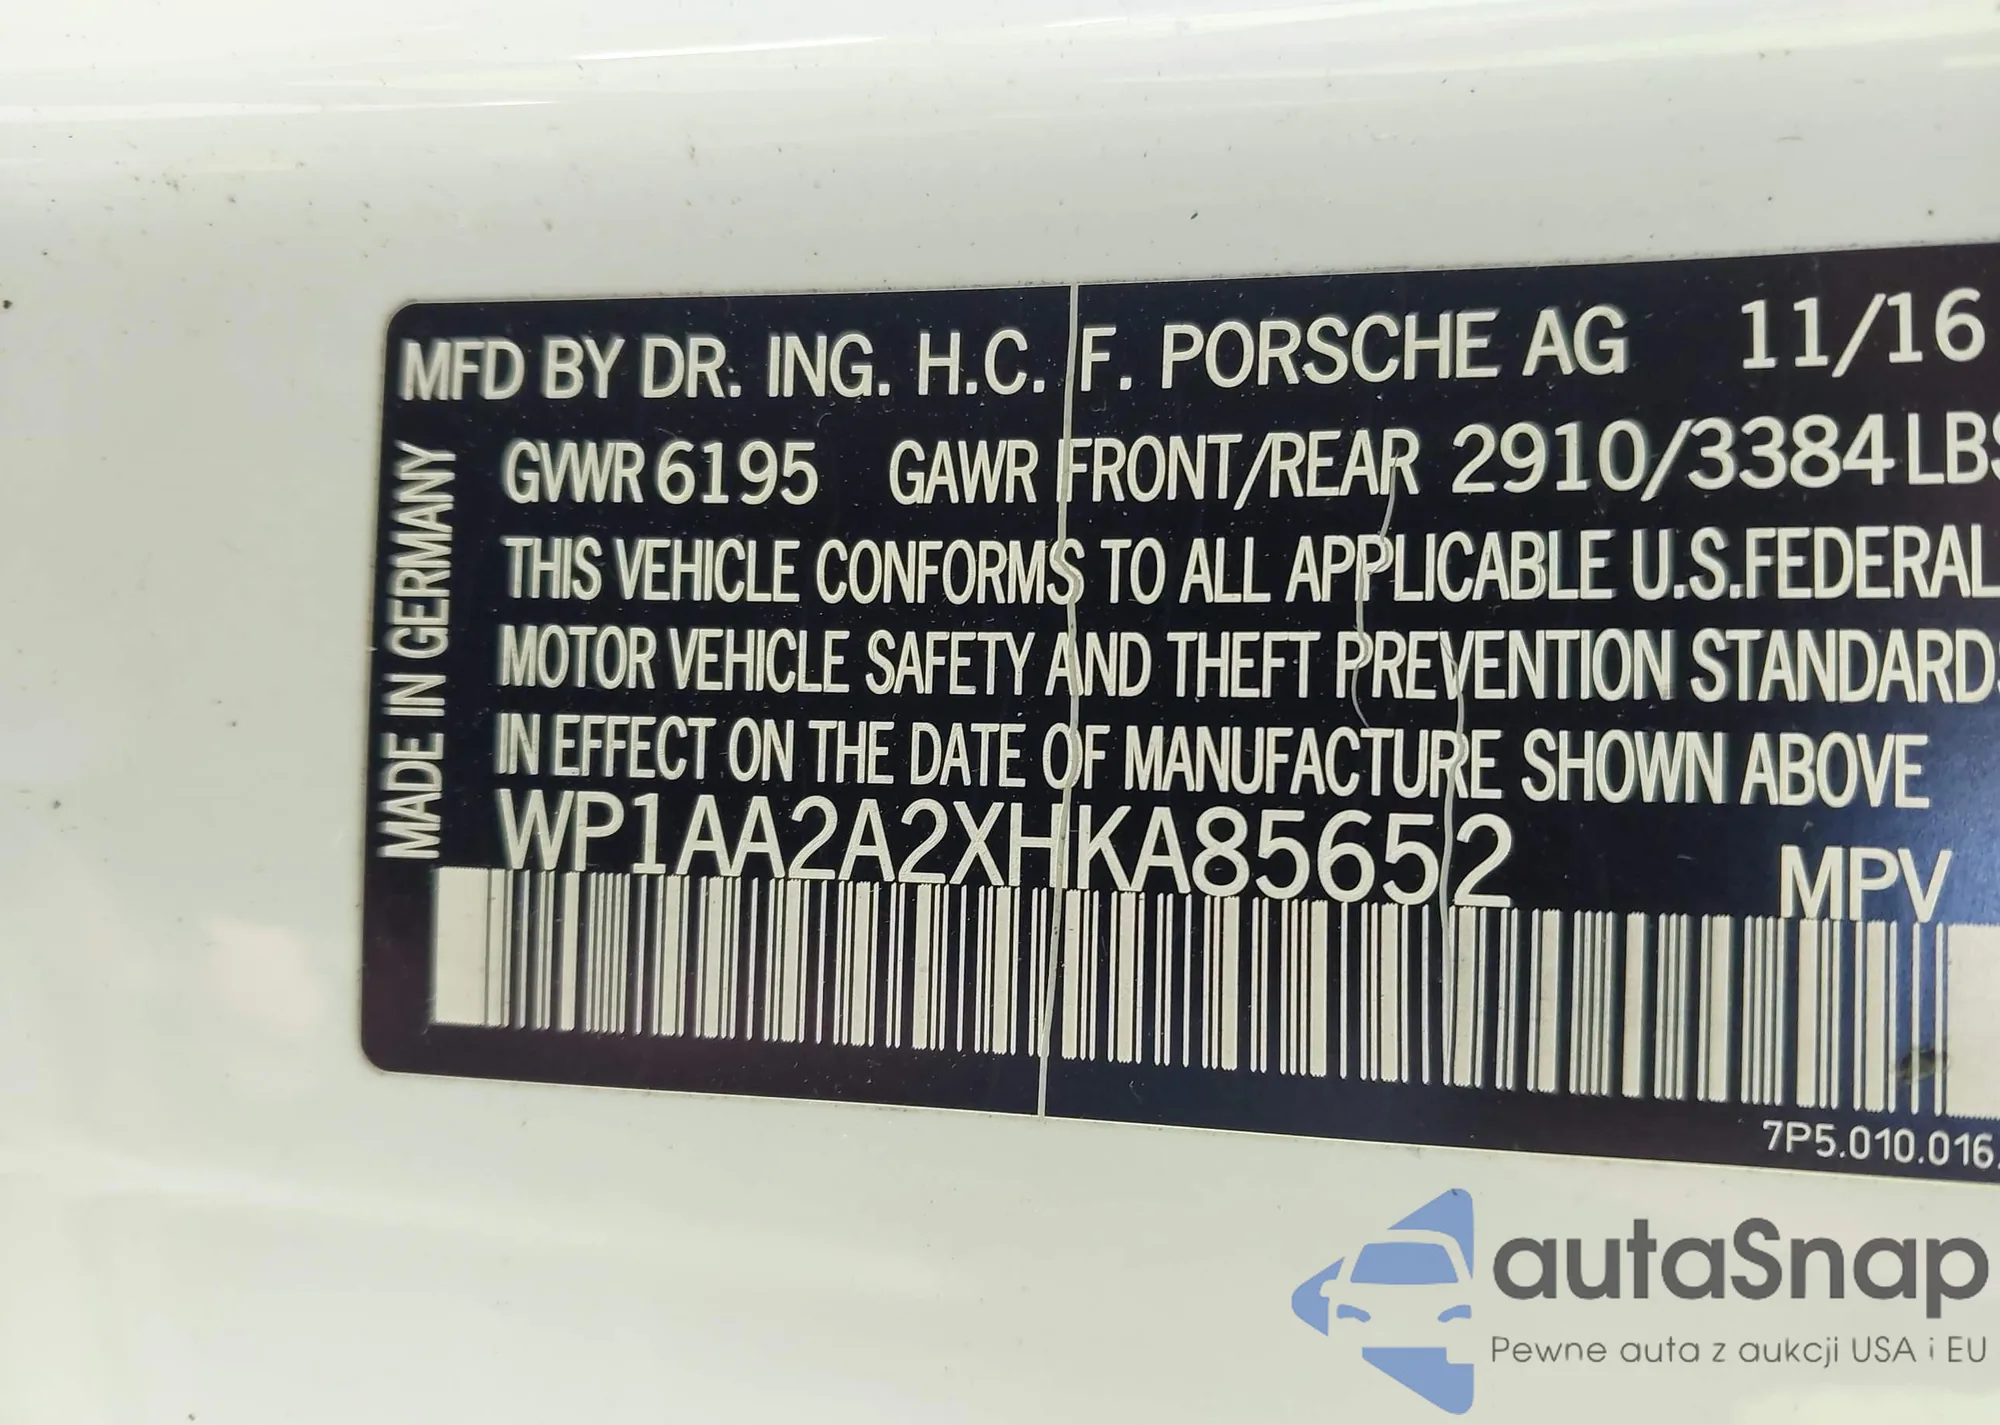 MFD BY DR. ING. H.C. F. PORSCHE AG 11/16
GVWR 6195 GAWR FRONT/REAR 2910/3384 LBS
THIS VEHICLE CONFORMS TO ALL APPLICABLE U.S.FEDERAL
MOTOR VEHICLE SAFETY AND THEFT PREVENTION STANDARDS
IN EFFECT ON THE DATE OF MANUFACTURE SHOWN ABOVE
WP1AA2A2XHKA85652 MPV
MADE IN GERMANY
7P5.010.016.
autaSnap
Pewne auta z aukcji USA i EU